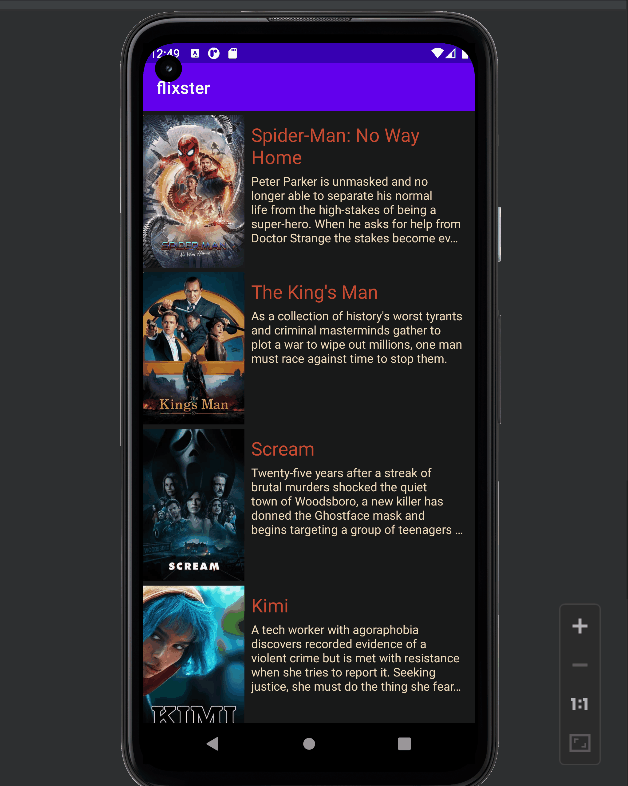 12:49
flixster
Spider-Man: No Way
Home
Peter Parker is unmasked and no
longer able to separate his normal
life from the high-stakes of being a
super-hero. When he asks for help from
Doctor Strange the stakes become ev...
SPIDER-MAN
No Way Home
The King's Man
As a collection of history's worst tyrants
and criminal masterminds gather to
plot a war to wipe out millions, one man
must race against time to stop them.
The
King's Man
Scream
Twenty-five years after a streak of
brutal murders shocked the quiet
town of Woodsboro, a new killer has
donned the Ghostface mask and
begins targeting a group of teenagers ...
SCREAM
Kimi
A tech worker with agoraphobia
discovers recorded evidence of a
violent crime but is met with resistance
when she tries to report it. Seeking
justice, she must do the thing she fear...
KIMI
1:1